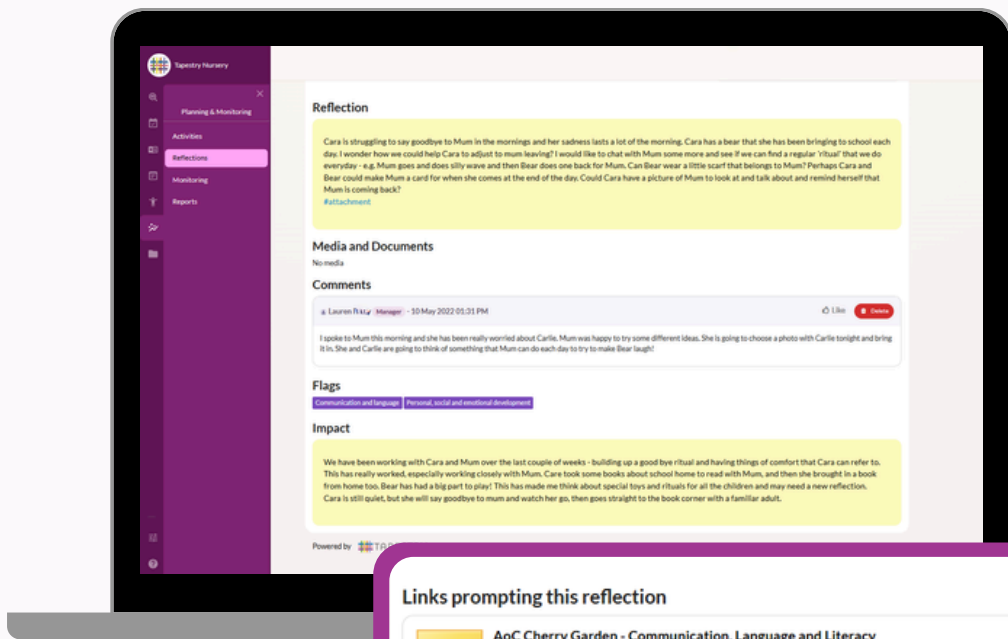 Tapestry Nursery
Planning & Monitoring
Activities
Reflections
Monitoring
Reports
Reflection
Cara is struggling to say goodbye to Mum in the mornings and her sadness lasts a lot of the morning. Cara has a bear that she has been bringing to school each
day. I wonder how we could help Cara to adjust to mum leaving? I would like to chat with Mum some more and see if we can find a regular 'ritual' that we do
everyday - e.g. Mum goes and does silly wave and then Bear does one back for Mum. Can Bear wear a little scarf that belongs to Mum? Perhaps Cara and
Bear could make Mum a card for when she comes at the end of the day. Could Cara have a picture of Mum to look at and talk about and remind herself that
Mum is coming back?
#attachment
Media and Documents
No media
Comments
Lauren Manager - 10 May 2022 01:31 PM
Like
Delete
I spoke to Mum this morning and she has been really worried about Carlie. Mum was happy to try some different ideas. She is going to choose a photo with Carlie tonight and bring
it in. She and Carlie are going to think of something that Mum can do each day to try to make Bear laugh!
Flags
Communication and language Personal, social and emotional development
Impact
We have been working with Cara and Mum over the last couple of weeks - building up a good bye ritual and having things of comfort that Cara can refer to.
This has really worked, especially working closely with Mum. Care took some books about school home to read with Mum, and then she brought in a book
from home too. Bear has had a big part to play! This has made me think about special toys and rituals for all the children and may need a new reflection.
Cara is still quiet, but she will say goodbye to mum and watch her go, then goes straight to the book corner with a familiar adult.
Powered by
Links prompting this reflection
AoC Cherry Garden - Communication, Language and Literacy